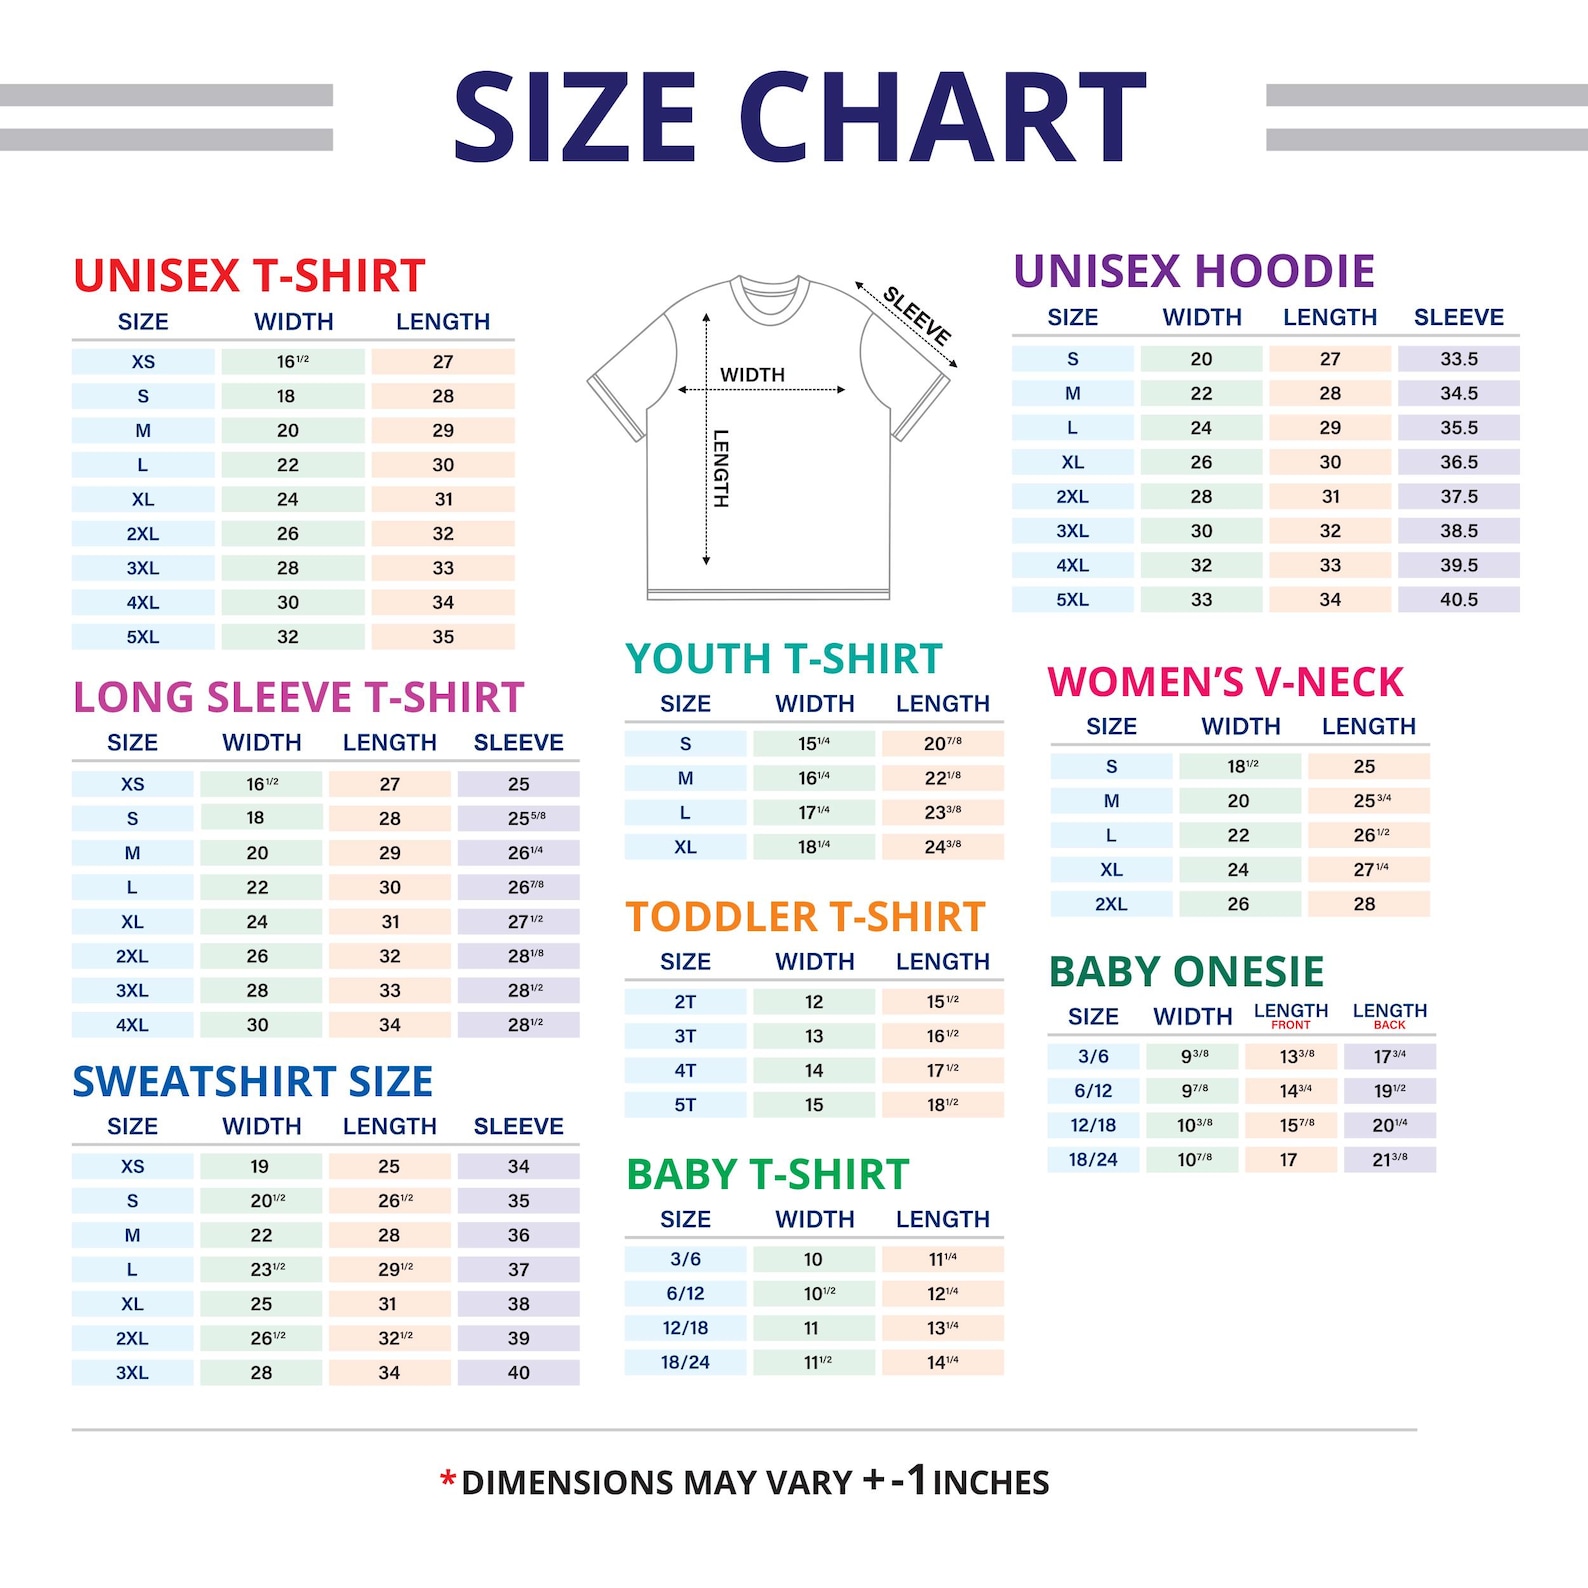 SIZE CHART
UNISEX T-SHIRT
SIZE WIDTH LENGTH
XS 16 1/2 27
S 18 28
M 20 29
L 22 30
XL 24 31
2XL 26 32
3XL 28 33
4XL 30 34
5XL 32 35
LONG SLEEVE T-SHIRT
SIZE WIDTH LENGTH SLEEVE
XS 16 1/2 27 25
S 18 28 25 5/8
M 20 29 26 1/4
L 22 30 26 7/8
XL 24 31 27 1/2
2XL 26 32 28 1/8
3XL 28 33 28 1/2
4XL 30 34 28 1/2
SWEATSHIRT SIZE
SIZE WIDTH LENGTH SLEEVE
XS 19 25 34
S 20 1/2 26 1/2 35
M 22 28 36
L 23 1/2 29 1/2 37
XL 25 31 38
2XL 26 1/2 32 1/2 39
3XL 28 34 40
SLEEVE
WIDTH
LENGTH
YOUTH T-SHIRT
SIZE WIDTH LENGTH
S 15 1/4 20 7/8
M 16 1/4 22 1/8
L 17 1/4 23 3/8
XL 18 1/4 24 3/8
TODDLER T-SHIRT
SIZE WIDTH LENGTH
2T 12 15 1/2
3T 13 16 1/2
4T 14 17 1/2
5T 15 18 1/2
BABY T-SHIRT
SIZE WIDTH LENGTH
3/6 10 11 1/4
6/12 10 1/2 12 1/4
12/18 11 13 1/4
18/24 11 1/2 14 1/4
UNISEX HOODIE
SIZE WIDTH LENGTH SLEEVE
S 20 27 33.5
M 22 28 34.5
L 24 29 35.5
XL 26 30 36.5
2XL 28 31 37.5
3XL 30 32 38.5
4XL 32 33 39.5
5XL 33 34 40.5
WOMEN'S V-NECK
SIZE WIDTH LENGTH
S 18 1/2 25
M 20 25 3/4
L 22 26 1/2
XL 24 27 1/4
2XL 26 28
BABY ONESIE
SIZE WIDTH LENGTH FRONT LENGTH BACK
3/6 9 3/8 13 3/8 17 3/4
6/12 9 7/8 14 3/4 19 1/2
12/18 10 3/8 15 7/8 20 1/4
18/24 10 7/8 17 21 3/8
*DIMENSIONS MAY VARY +-1 INCHES